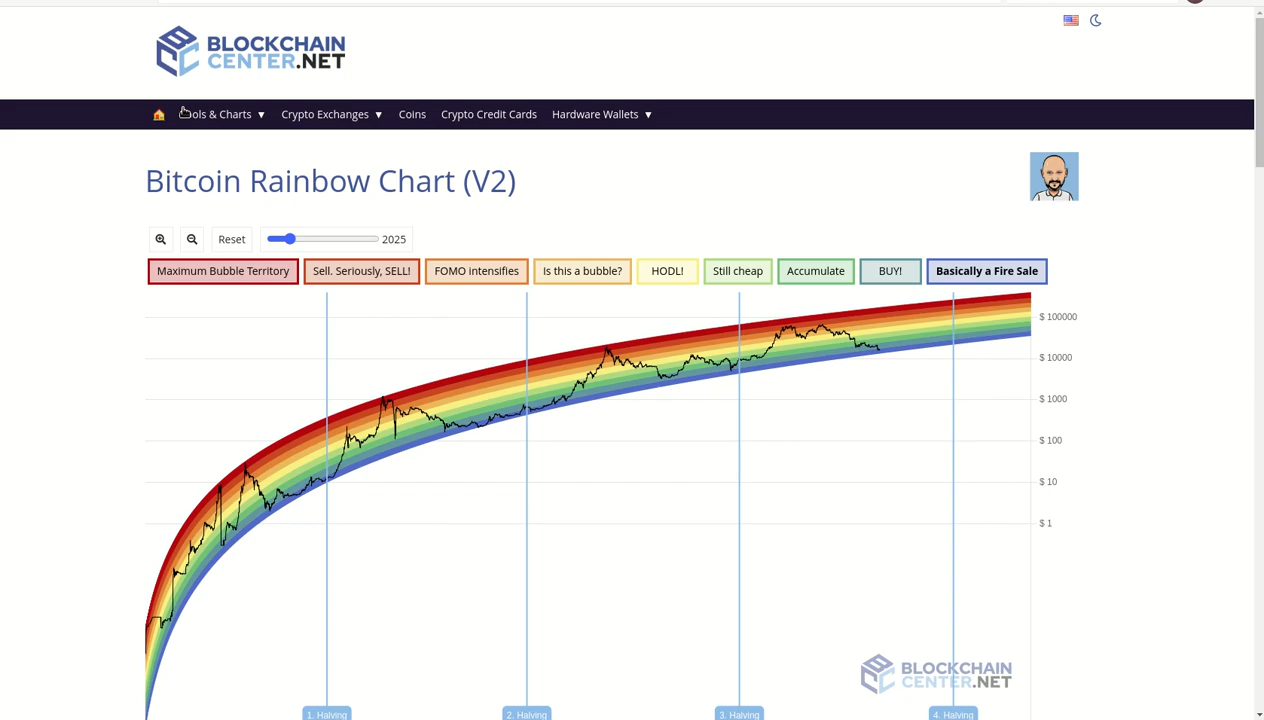 BLOCKCHAIN
CENTER.NET
Tools & Charts ▼ Crypto Exchanges ▼ Coins Crypto Credit Cards Hardware Wallets ▼
Bitcoin Rainbow Chart (V2)
Reset 2025
Maximum Bubble Territory Sell. Seriously, SELL! FOMO intensifies Is this a bubble? HODL! Still cheap Accumulate BUY! Basically a Fire Sale
$ 100000
$ 10000
$ 1000
$ 100
$ 10
$ 1
BLOCKCHAIN
CENTER.NET
1. Halving 2. Halving 3. Halving 4. Halving